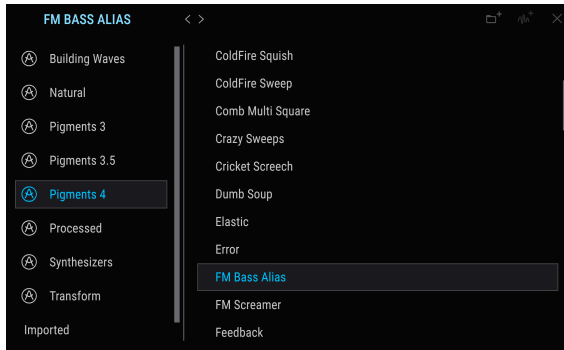 FM BASS ALIAS
Building Waves
Natural
Pigments 3
Pigments 3.5
Pigments 4
Processed
Synthesizers
Transform
Imported
ColdFire Squish
ColdFire Sweep
Comb Multi Square
Crazy Sweeps
Cricket Screech
Dumb Soup
Elastic
Error
FM Bass Alias
FM Screamer
Feedback